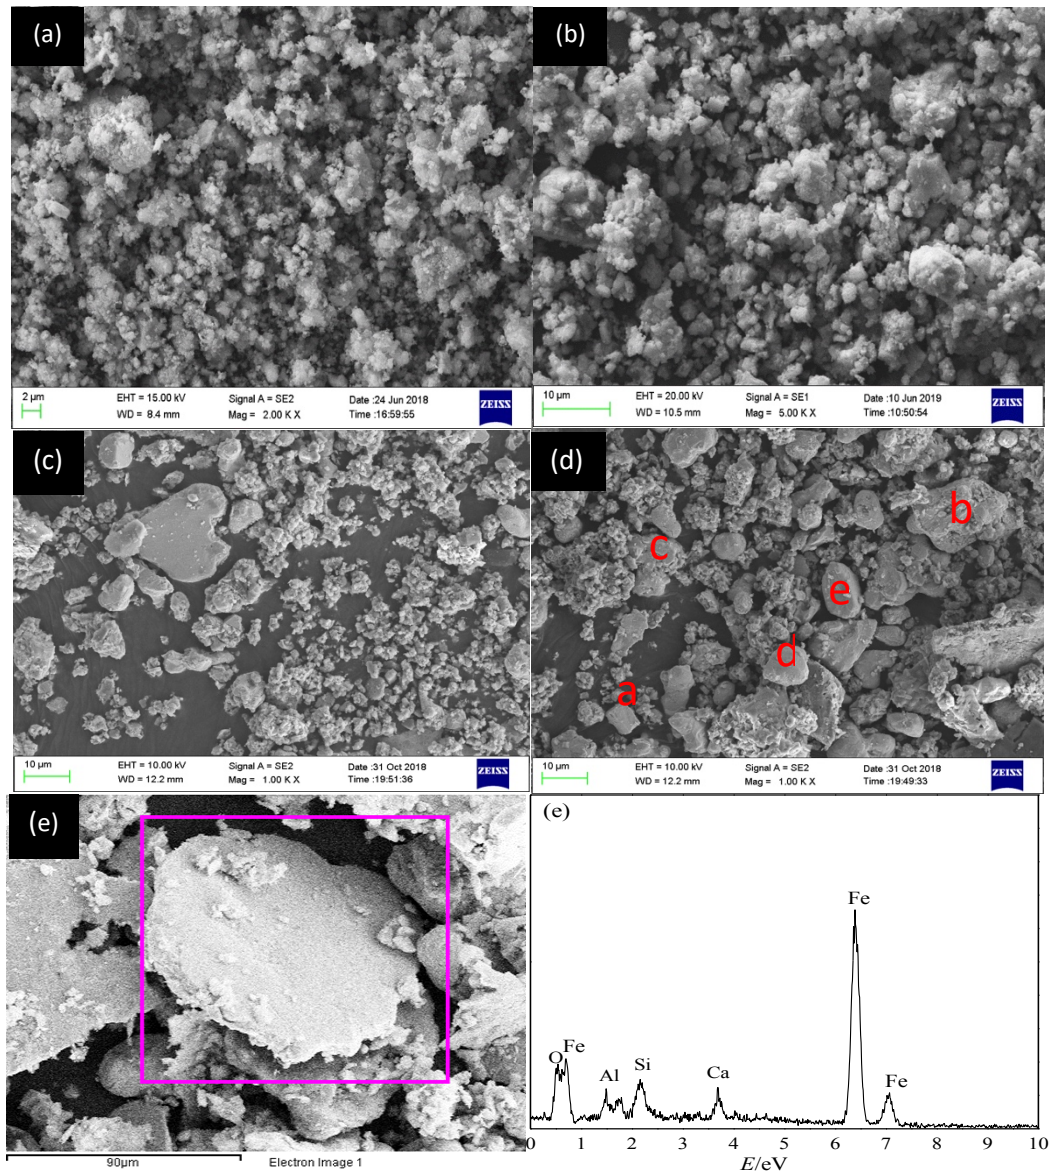 (a)
2 µm
EHT = 15.00 kV
Signal A = SE2
Date :24 Jun 2018
WD = 8.4 mm
Mag = 2.00 K X
Time :16:59:55
ZEISS
(b)
10 µm
EHT = 20.00 kV
Signal A = SE1
Date :10 Jun 2019
WD = 10.5 mm
Mag = 5.00 K X
Time :10:50:54
ZEISS
(c)
10 µm
EHT = 10.00 kV
Signal A = SE2
Date :31 Oct 2018
WD = 12.2 mm
Mag = 1.00 K X
Time :19:51:36
ZEISS
(d)
b
c
e
d
a
10 µm
EHT = 10.00 kV
Signal A = SE2
Date :31 Oct 2018
WD = 12.2 mm
Mag = 1.00 K X
Time :19:49:33
ZEISS
(e)
90µm
Electron Image 1
(e)
Fe
O
Fe
Al
Si
Ca
Fe
0 1 2 3 4 5 6 7 8 9 10
E/eV